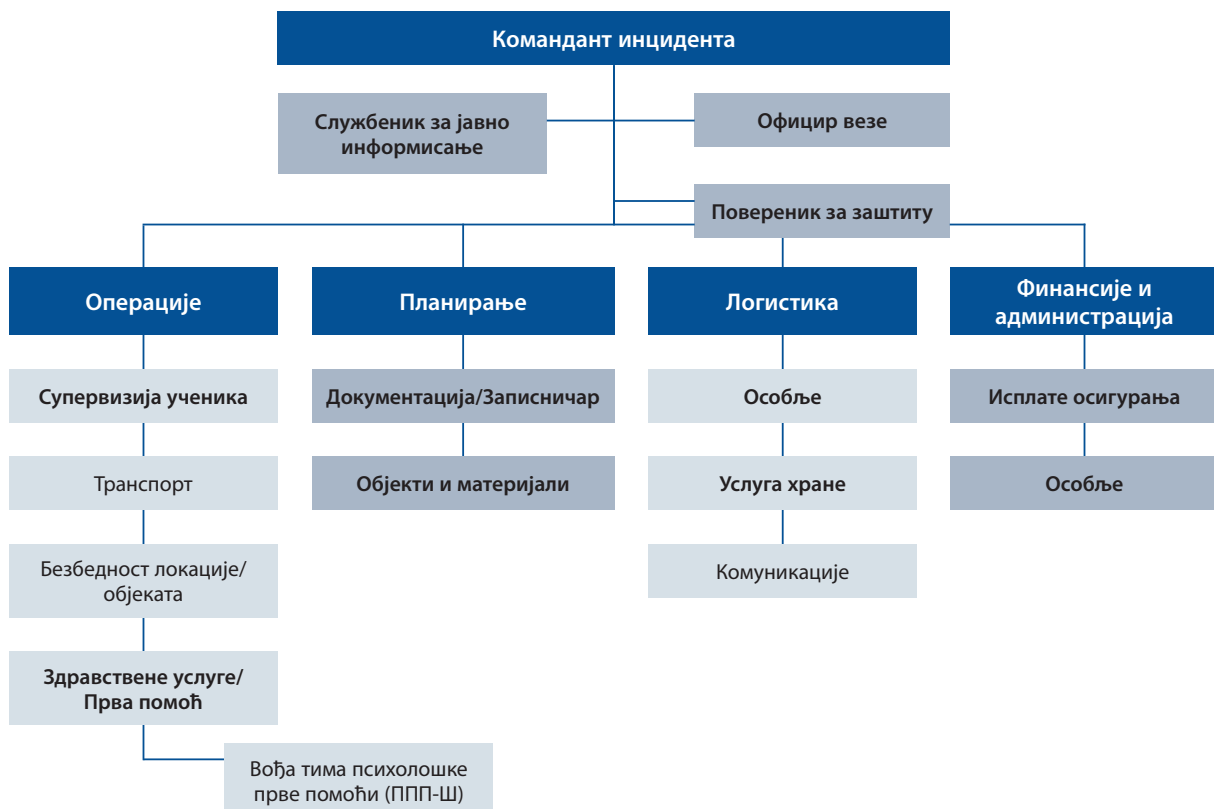 Командант инцидента
Службеник за јавно
информисање
Официр везе
Повереник за заштиту
Операције
Планирање
Логистика
Финансије и
администрација
Супервизија ученика
Документација/Записничар
Особље
Исплате осигурања
Транспорт
Објекти и материјали
Услуга хране
Особље
Безбедност локације/
објеката
Комуникације
Здравствене услуге/
Прва помоћ
Вођа тима психолошке
прве помоћи (ППП-Ш)